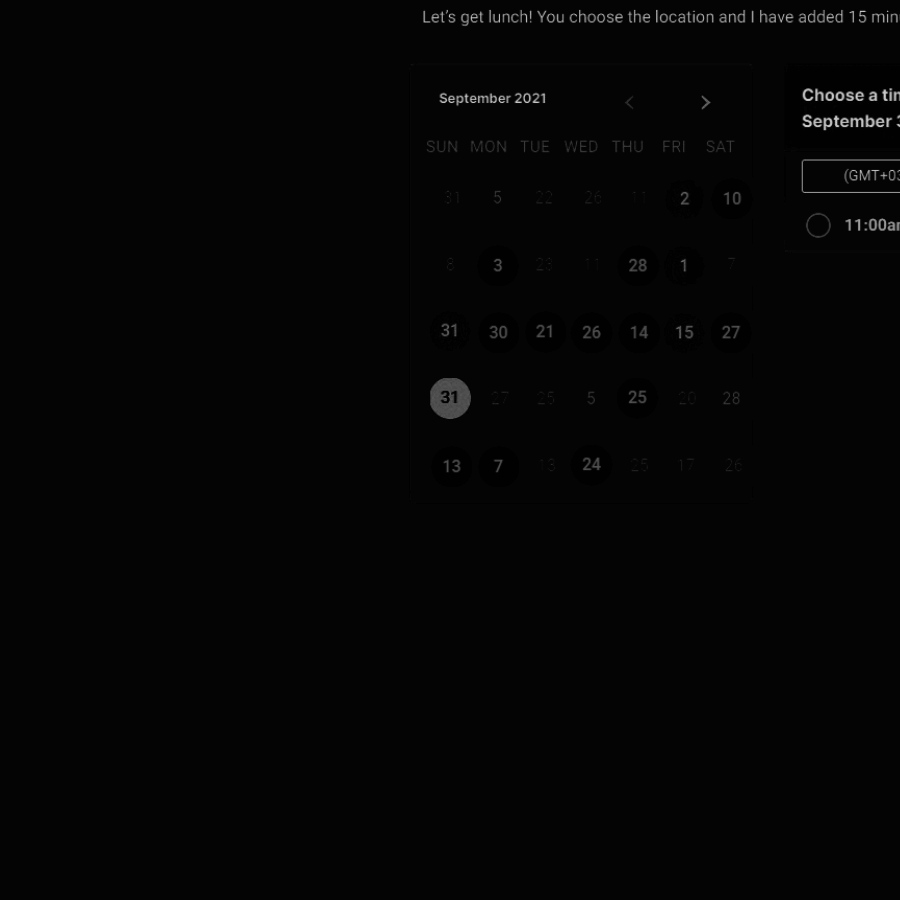 Let’s get lunch! You choose the location and I have added 15 min
September 2021
SUN MON TUE WED THU FRI SAT
31 5 22 26 11 2 10
8 3 23 11 28 1 7
31 30 21 26 14 15 27
31 27 25 5 25 20 28
13 7 13 24 25 17 26
Choose a
September
(GMT+03
11:00a